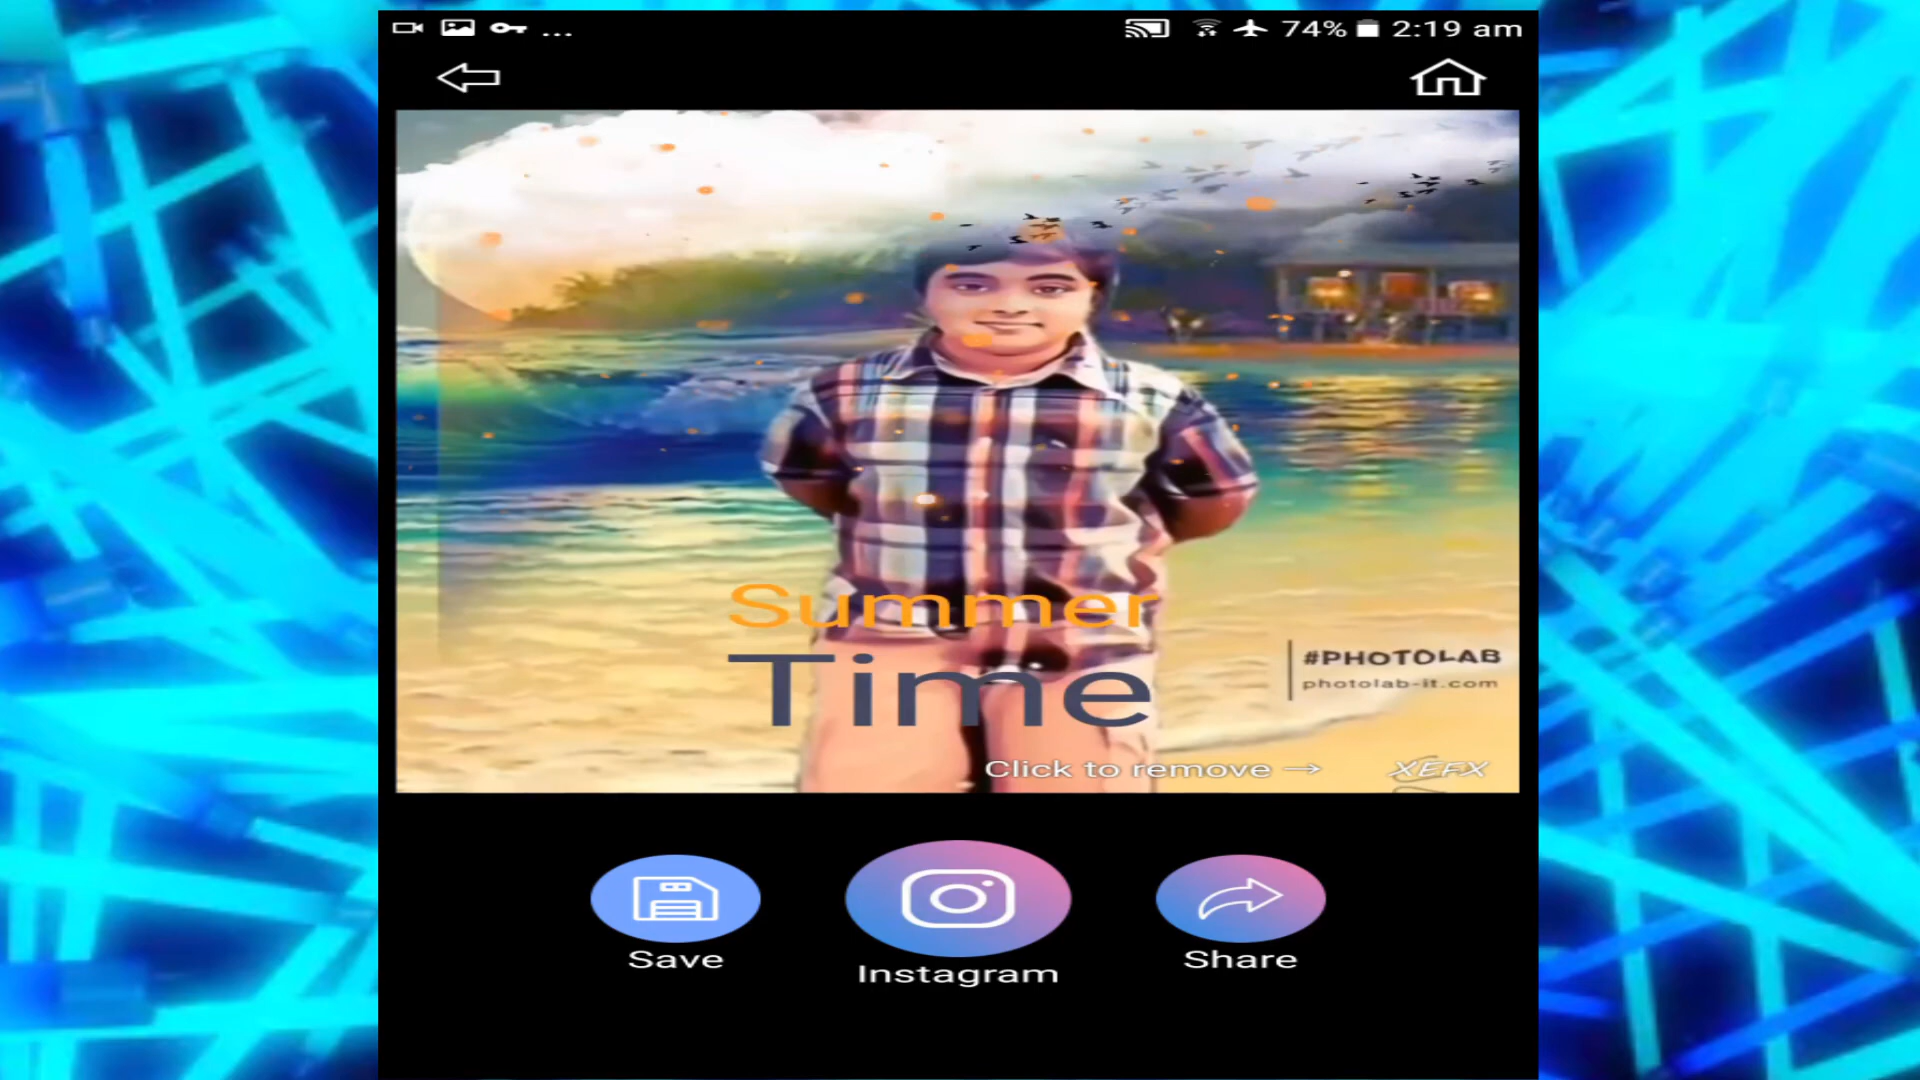 ... 74% 2:19 am
Summer
Time
#PHOTOLAB
photolab-it.com
Click to remove → XEFX
Save
Instagram
Share